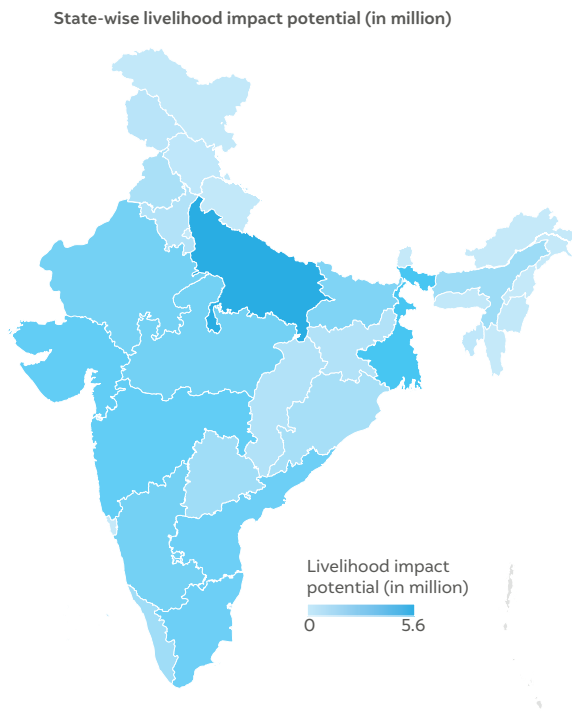 State-wise livelihood impact potential (in million)
Livelihood impact
potential (in million)
0 5.6